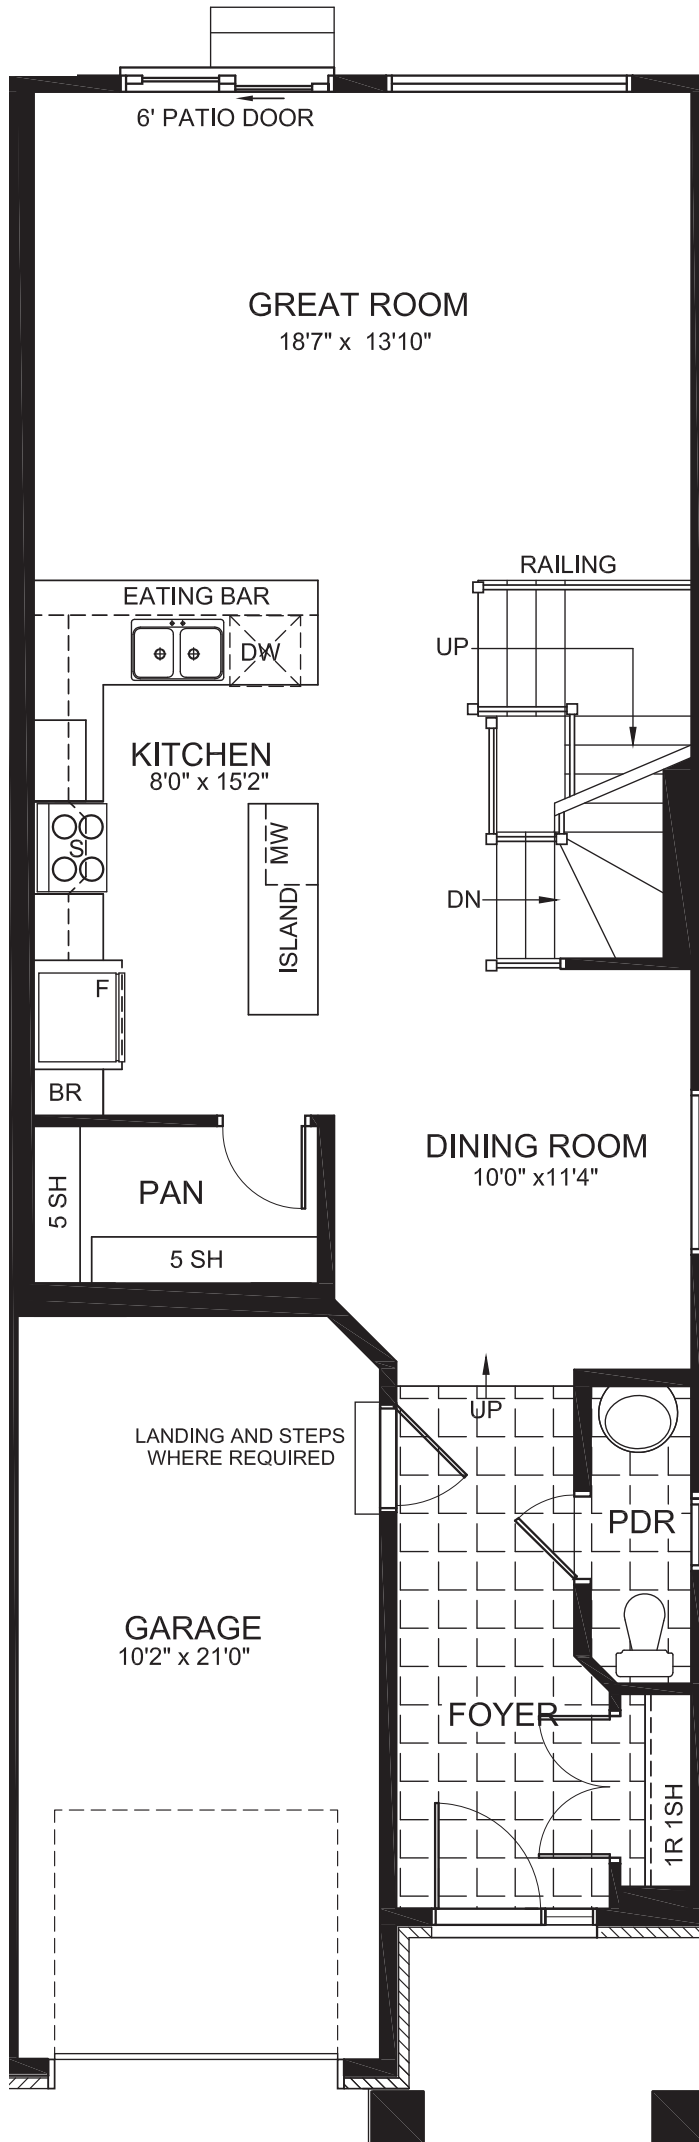 6' PATIO DOOR
GREAT ROOM
18'7" x 13'10"
RAILING
EATING BAR
DW
UP
KITCHEN
8'0" x 15'2"
MW
S
ISLAND
DN
F
BR
DINING ROOM
10'0" x11'4"
PAN
5 SH
5 SH
UP
LANDING AND STEPS
WHERE REQUIRED
PDR
GARAGE
10'2" x 21'0"
FOYER
1R 1SH